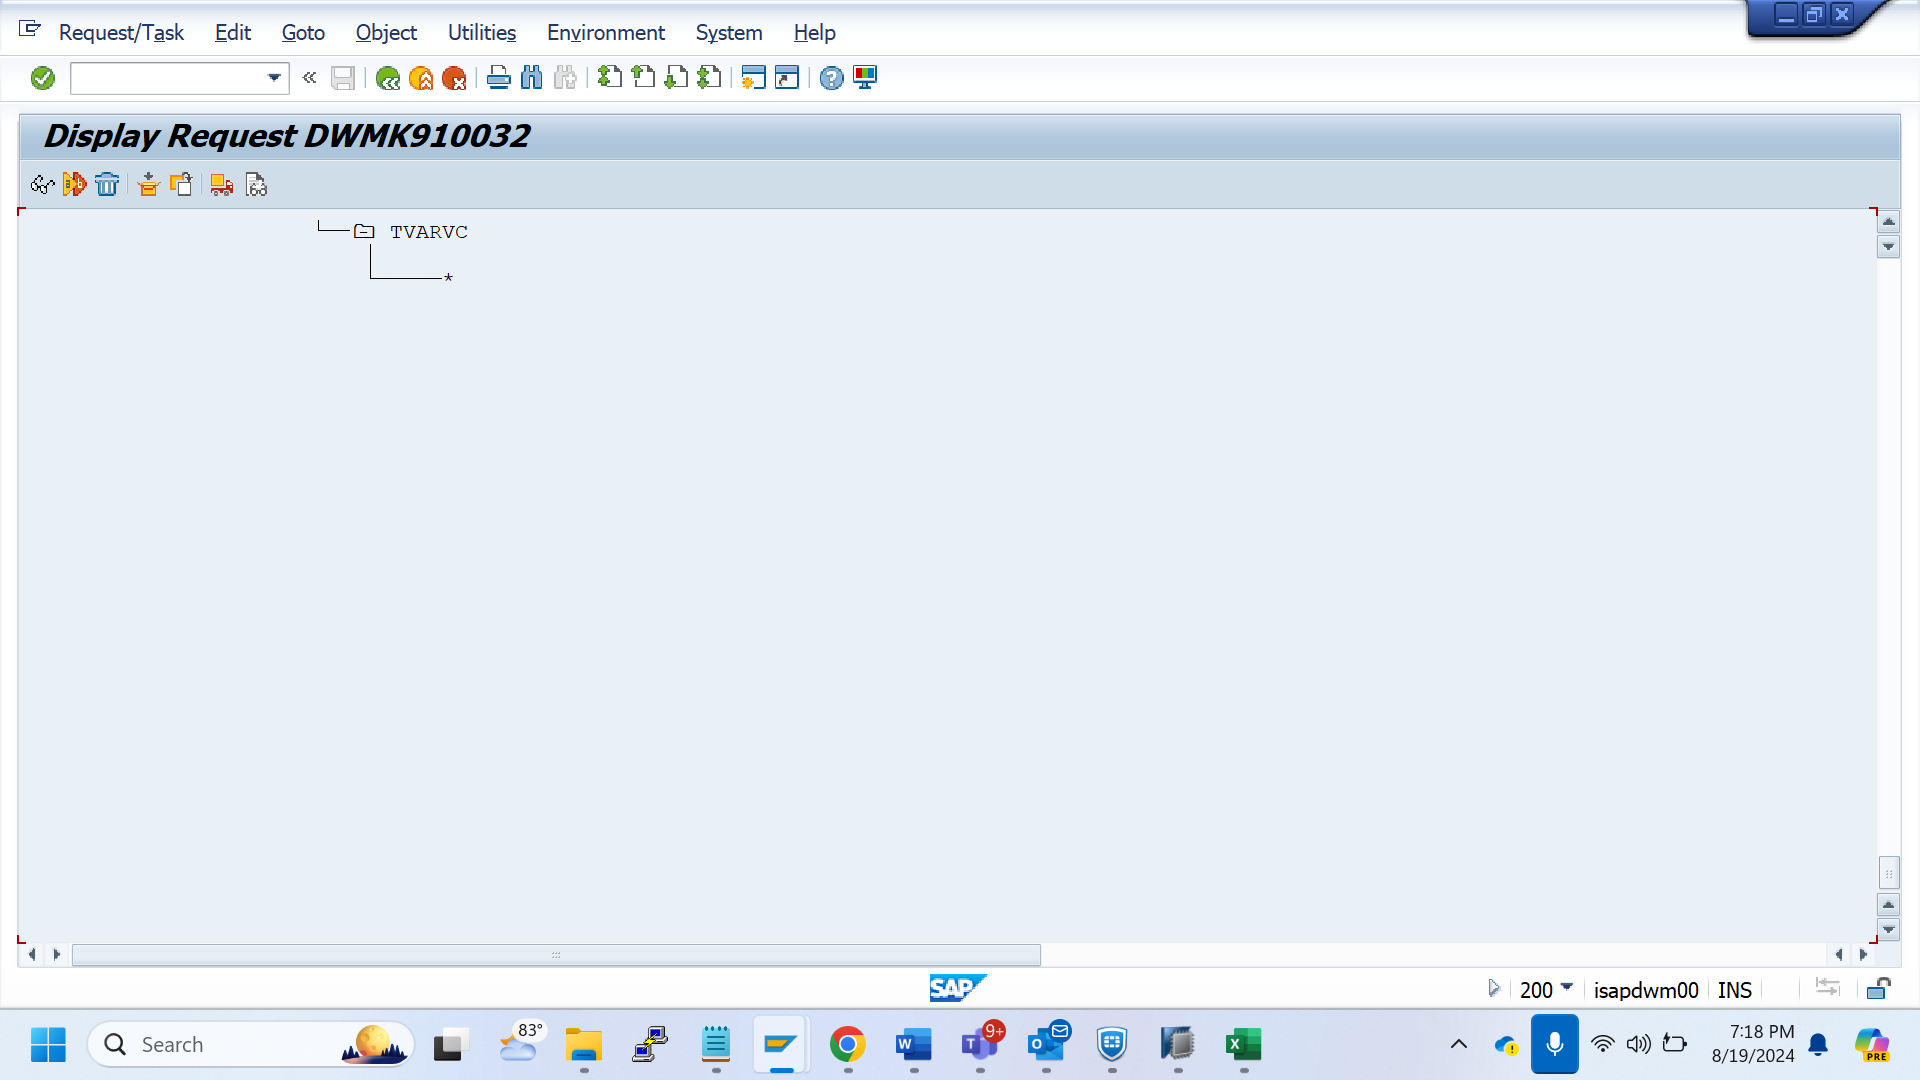 Request/Task Edit Goto Object Utilities Environment System Help
Display Request DWMK910032
TVARVC
*
SAP
200 isapdwm00 INS
Search
83°
9+
7:18 PM
8/19/2024
PRE